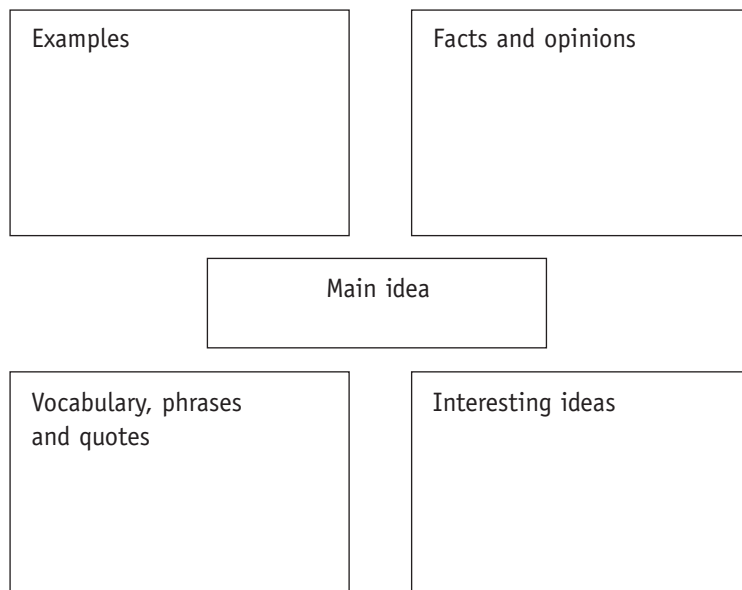 Examples
Facts and opinions
Main idea
Vocabulary, phrases
and quotes
Interesting ideas